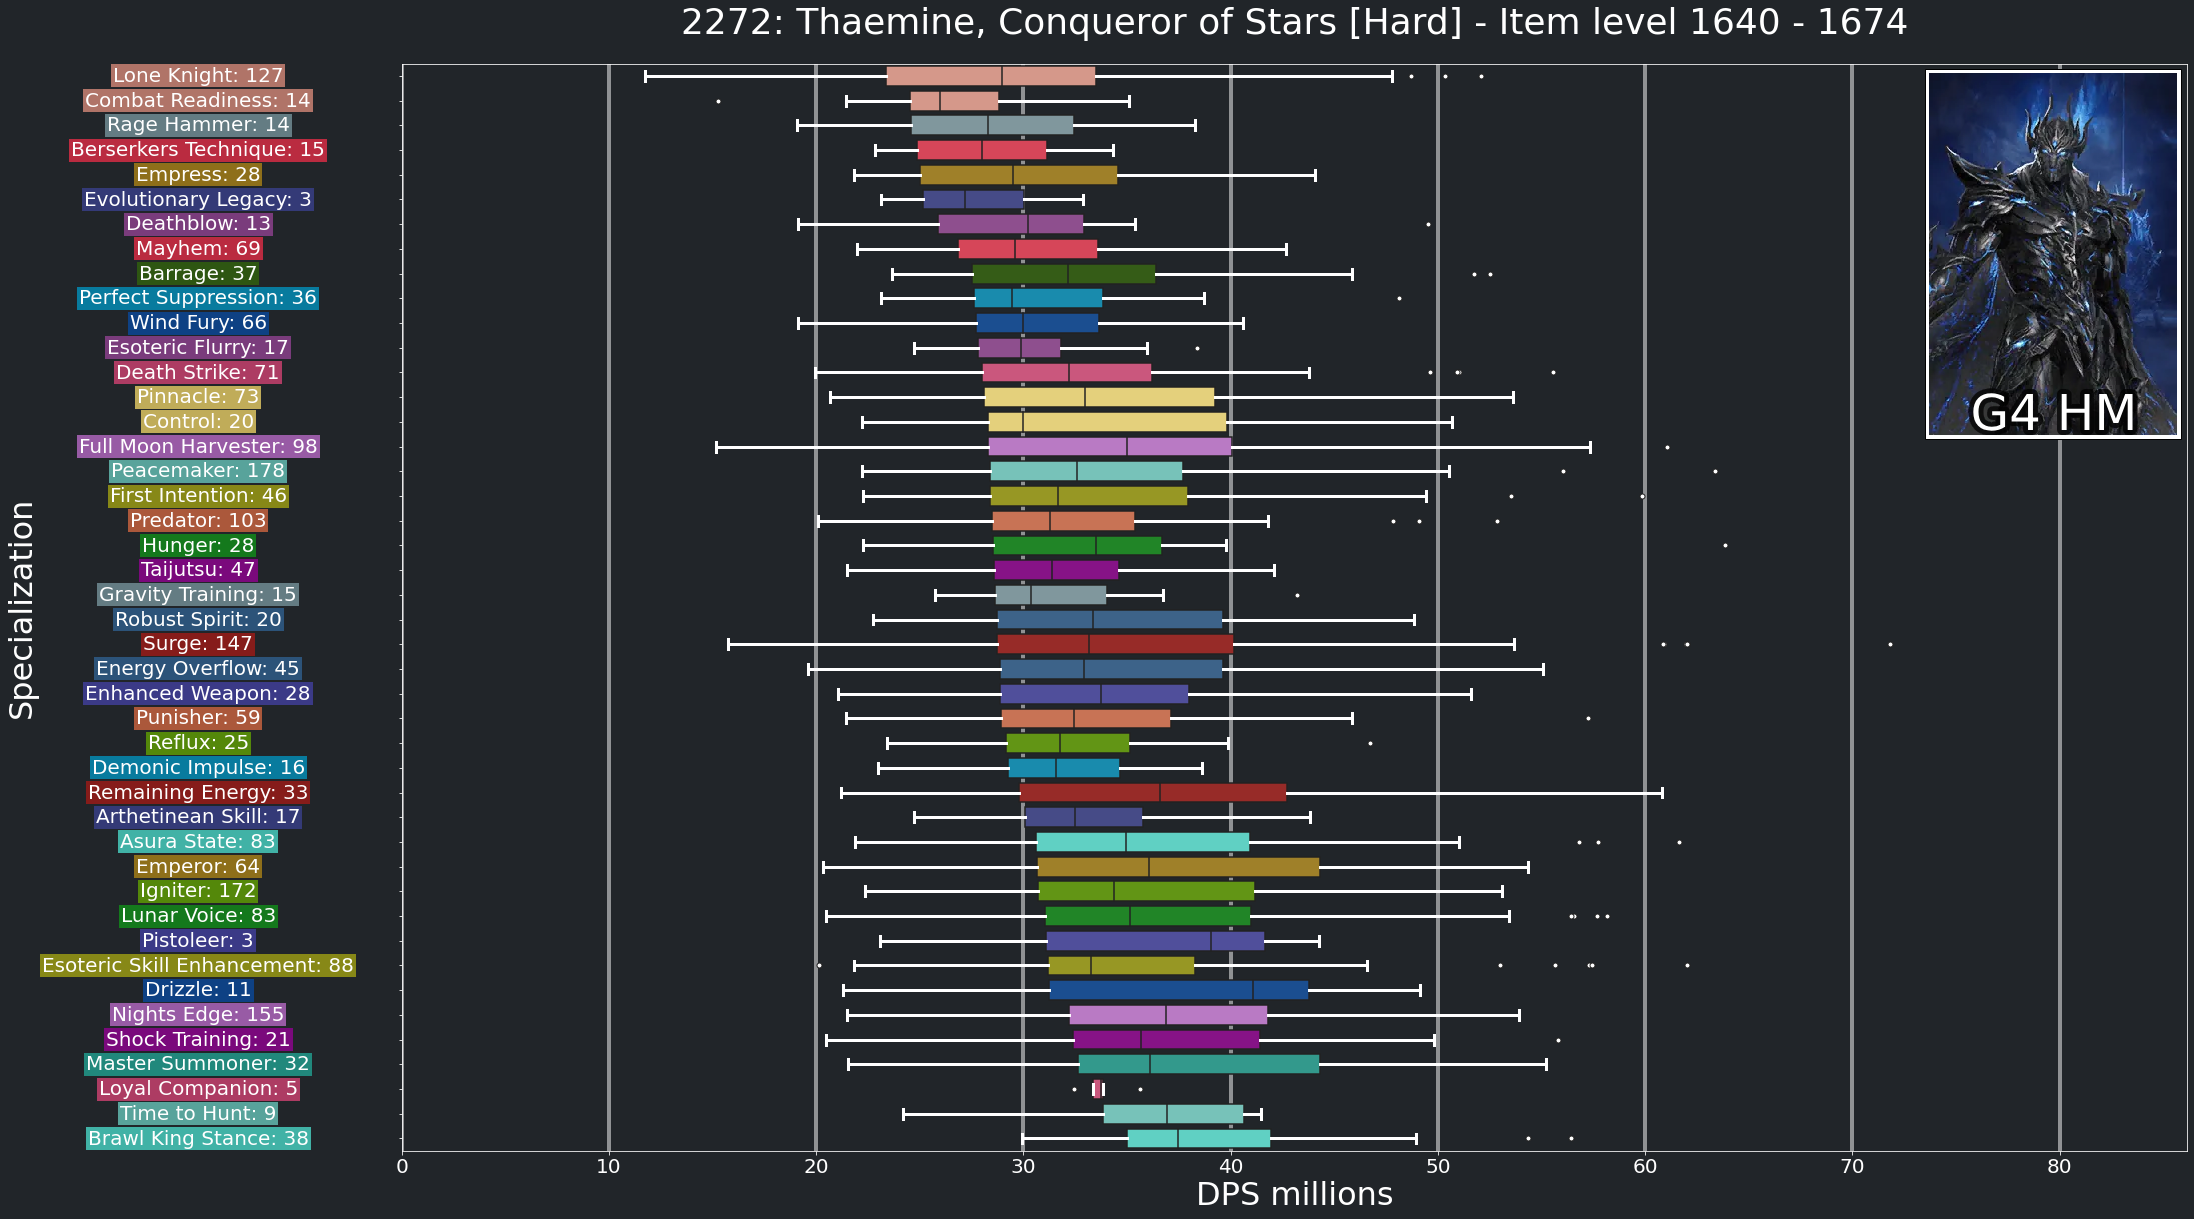 2272: Thaemine, Conqueror of Stars [Hard] - Item level 1640 - 1674
Lone Knight: 127
Combat Readiness: 14
Rage Hammer: 14
Berserkers Technique: 15
Empress: 28
Evolutionary Legacy: 3
Deathblow: 13
Mayhem: 69
Barrage: 37
Perfect Suppression: 36
Wind Fury: 66
Esoteric Flurry: 17
Death Strike: 71
Pinnacle: 73
Control: 20
Full Moon Harvester: 98
Peacemaker: 178
First Intention: 46
Predator: 103
Hunger: 28
Taijutsu: 47
Gravity Training: 15
Robust Spirit: 20
Surge: 147
Energy Overflow: 45
Enhanced Weapon: 28
Punisher: 59
Reflux: 25
Demonic Impulse: 16
Remaining Energy: 33
Arthetinean Skill: 17
Asura State: 83
Emperor: 64
Igniter: 172
Lunar Voice: 83
Pistoleer: 3
Esoteric Skill Enhancement: 88
Drizzle: 11
Nights Edge: 155
Shock Training: 21
Master Summoner: 32
Loyal Companion: 5
Time to Hunt: 9
Brawl King Stance: 38
Specialization
G4 HM
0 10 20 30 40 50 60 70 80
DPS millions